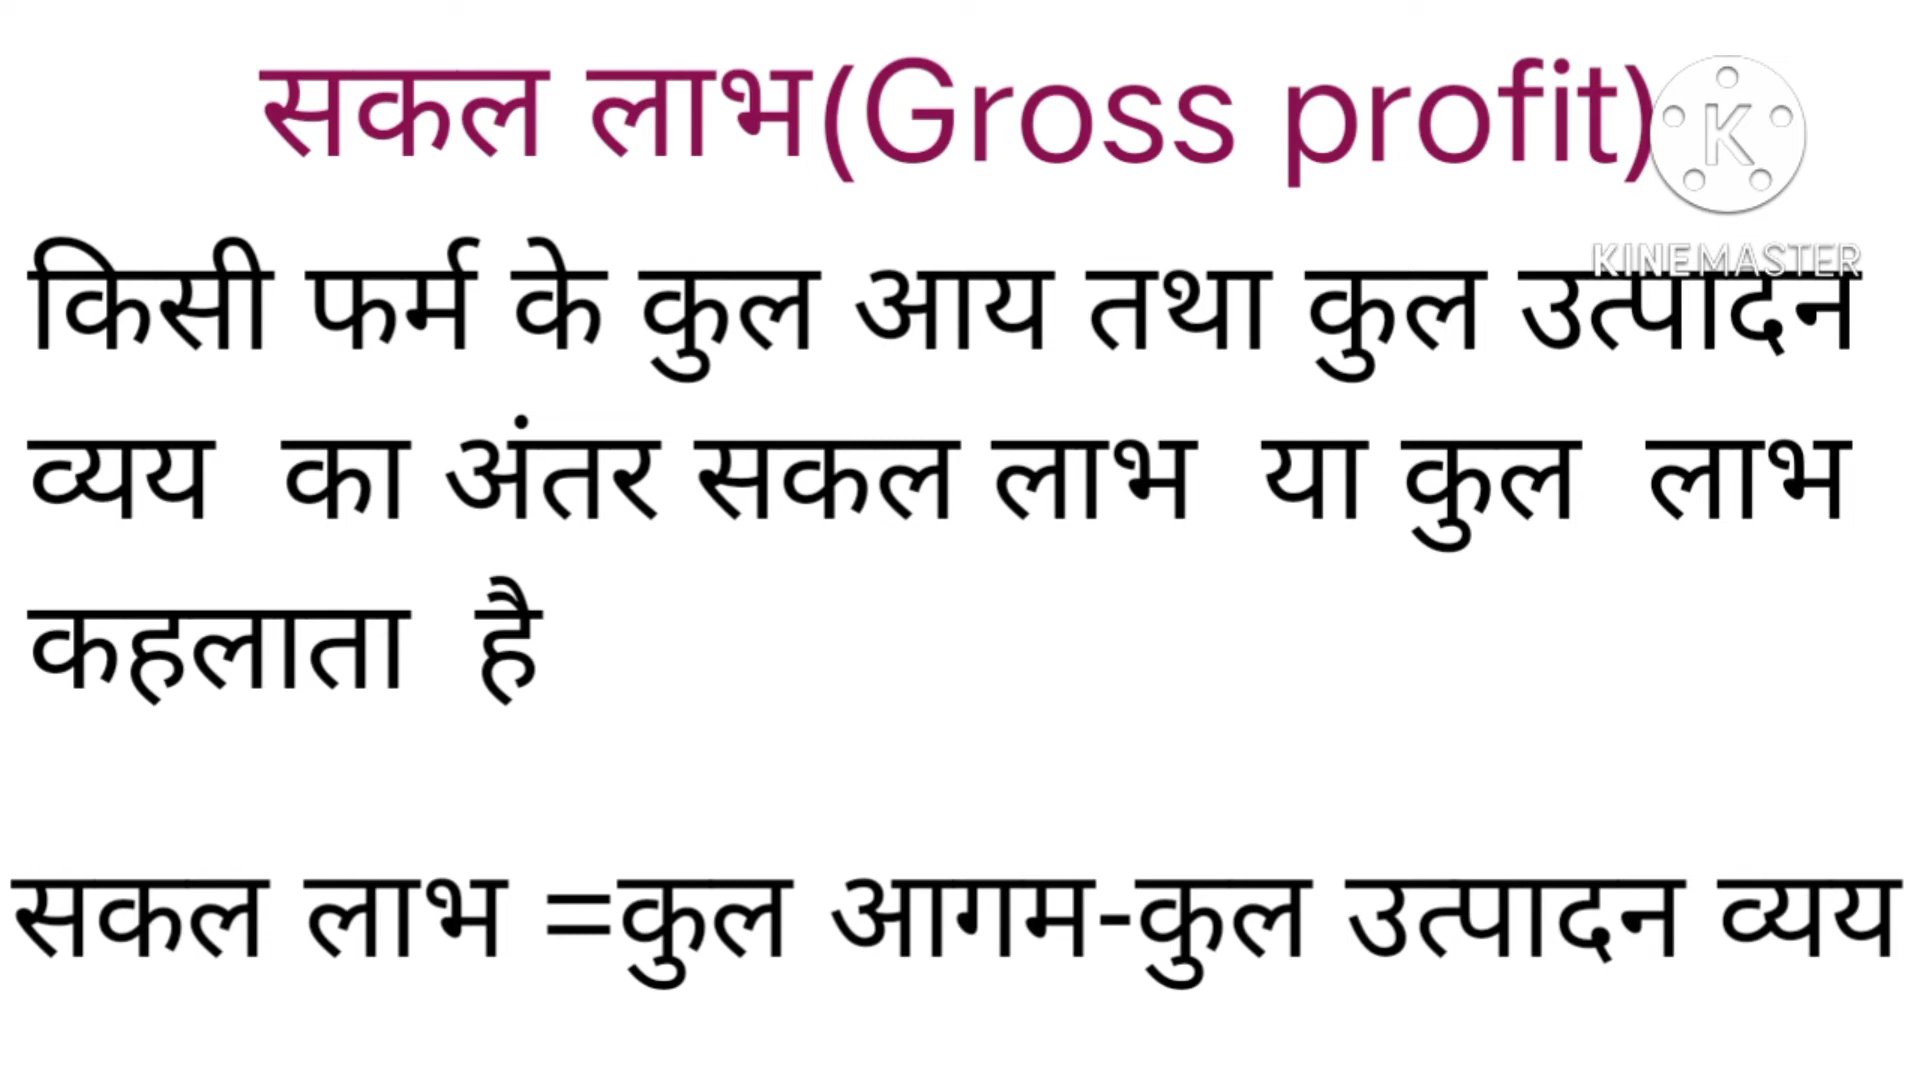 सकल लाभ(Gross profit)
K
KINEMASTER
किसी फर्म के कुल आय तथा कुल उत्पादन
व्यय का अंतर सकल लाभ या कुल लाभ
कहलाता है
सकल लाभ =कुल आगम-कुल उत्पादन व्यय